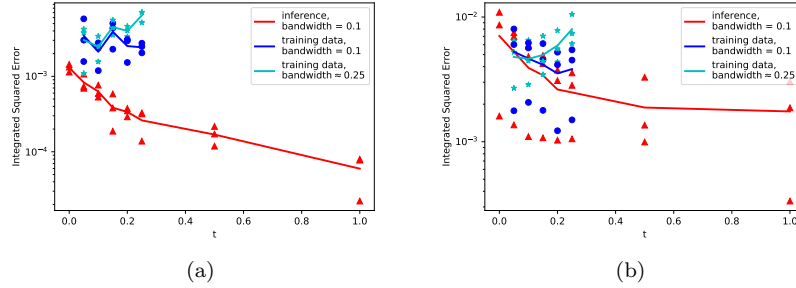 inference,
bandwidth = 0.1
training data,
bandwidth = 0.1
training data,
bandwidth ≈ 0.25
10⁻³
10⁻⁴
Integrated Squared Error
0.0 0.2 0.4 0.6 0.8 1.0
t
(a)
inference,
bandwidth = 0.1
training data,
bandwidth = 0.1
training data,
bandwidth ≈ 0.25
10⁻²
10⁻³
Integrated Squared Error
0.0 0.2 0.4 0.6 0.8 1.0
t
(b)